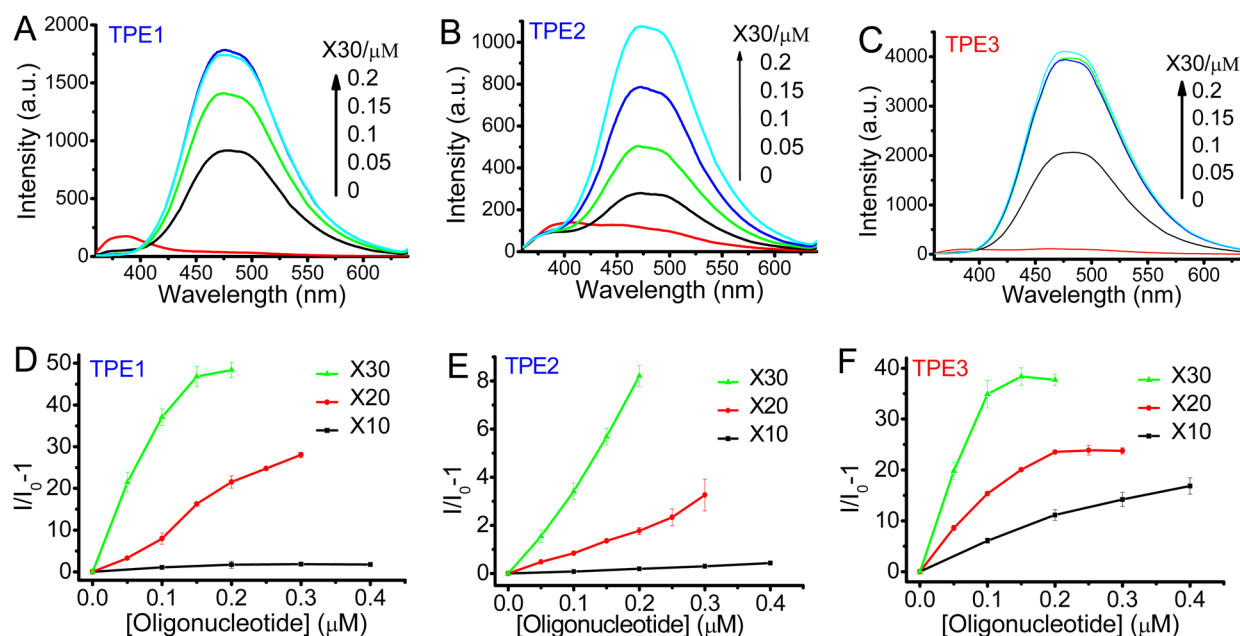 A
TPE1
X30/μM
0.2
0.15
0.1
0.05
0
2000
1750
1500
1250
1000
750
500
250
0
400 450 500 550 600
Wavelength (nm)
Intensity (a.u.)
B
TPE2
X30/μM
0.2
0.15
0.1
0.05
0
1000
800
600
400
200
0
400 450 500 550 600
Wavelength (nm)
Intensity (a.u.)
C
TPE3
X30/μM
0.2
0.15
0.1
0.05
0
4000
3000
2000
1000
0
400 450 500 550 600
Wavelength (nm)
Intensity (a.u.)
D
TPE1
X30
X20
X10
50
40
30
20
10
0
0.0 0.1 0.2 0.3 0.4
[Oligonucleotide] (μM)
I/I0-1
E
TPE2
X30
X20
X10
8
6
4
2
0
0.0 0.1 0.2 0.3 0.4
[Oligonucleotide] (μM)
I/I0-1
F
TPE3
X30
X20
X10
40
30
20
10
0
0.0 0.1 0.2 0.3 0.4
[Oligonucleotide] (μM)
I/I0-1